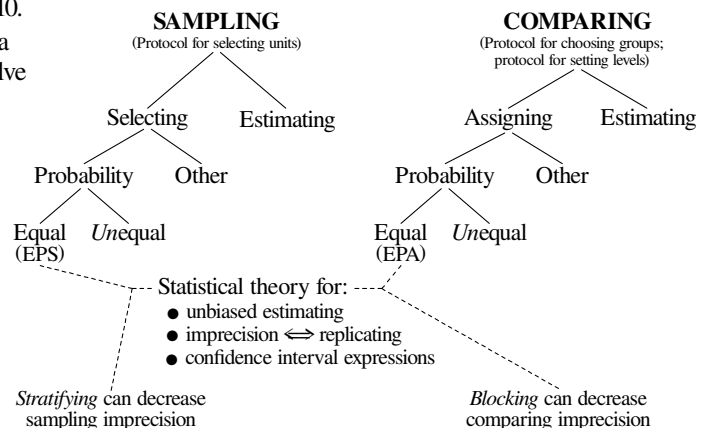 10.
a
lve
SAMPLING
(Protocol for selecting units)
Selecting Estimating
Probability Other
Equal Unequal
(EPS)
COMPARING
(Protocol for choosing groups;
protocol for setting levels)
Assigning Estimating
Probability Other
Equal Unequal
(EPA)
Statistical theory for:
● unbiased estimating
● imprecision ⟺ replicating
● confidence interval expressions
Stratifying can decrease
sampling imprecision
Blocking can decrease
comparing imprecision